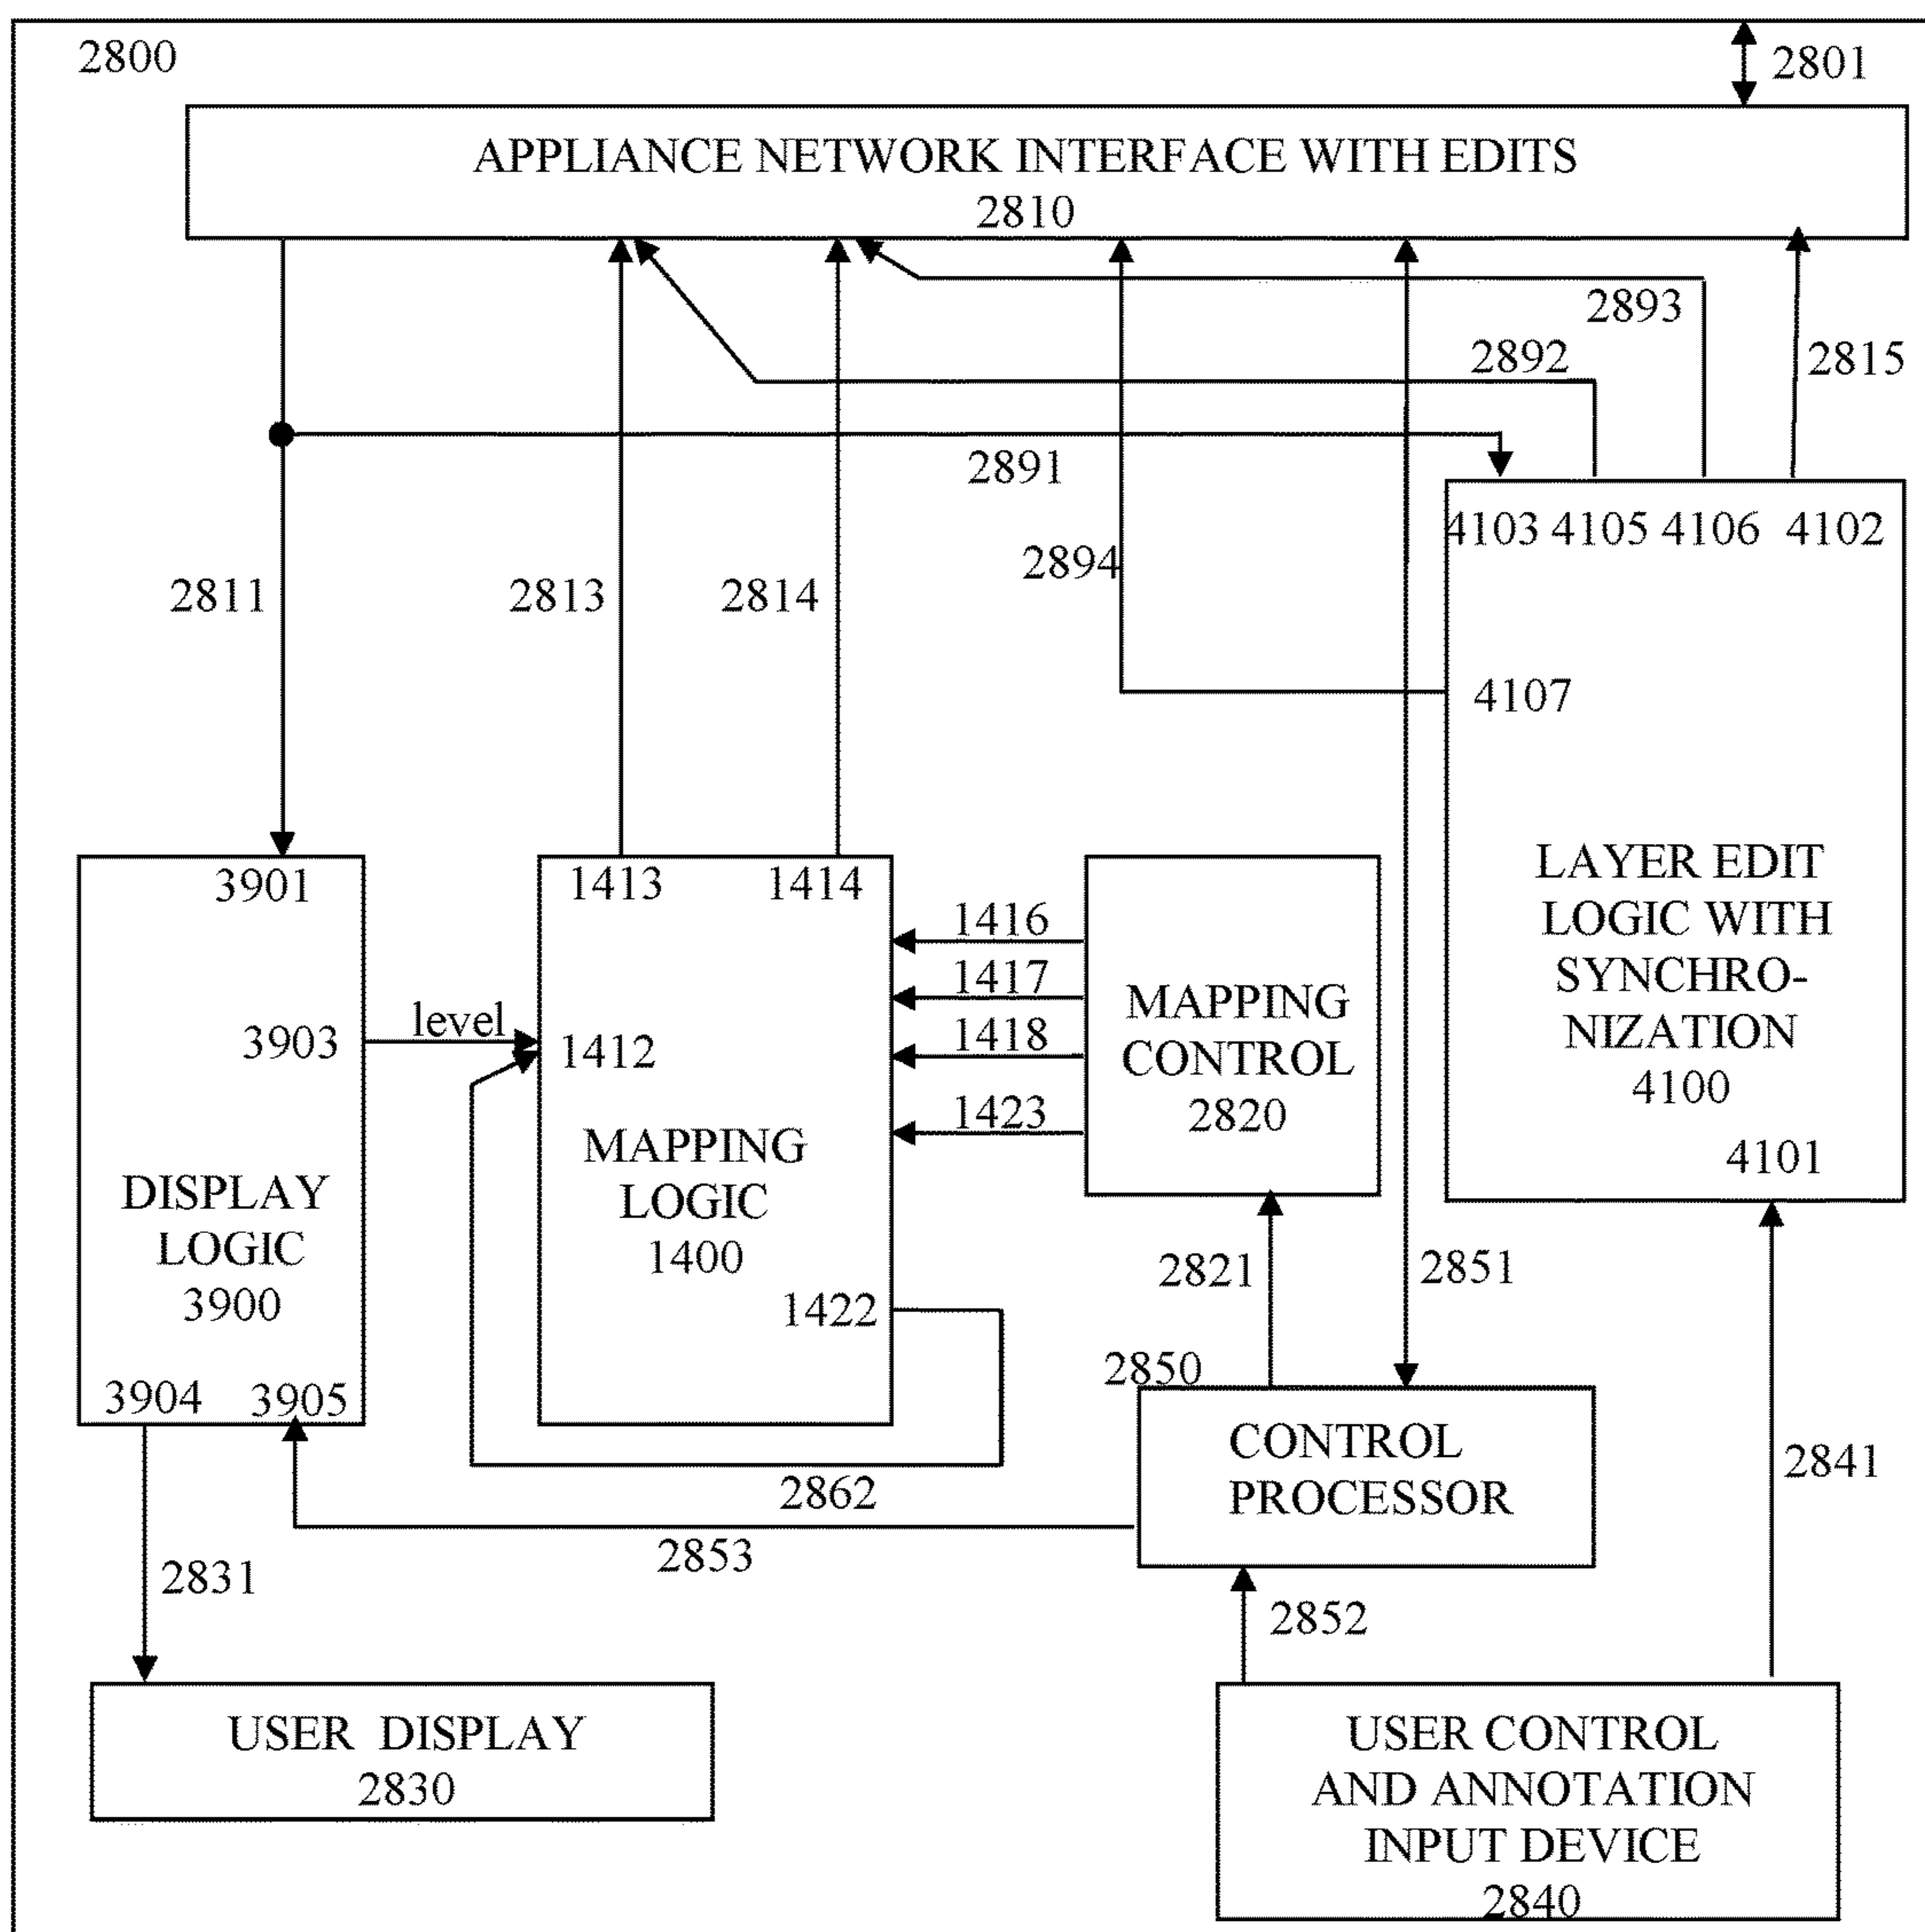 2800
2801
APPLIANCE NETWORK INTERFACE WITH EDITS
2810
2893
2892
2815
2891
4103 4105 4106 4102
2894
2811
2813
2814
4107
3901
1413
1414
LAYER EDIT
LOGIC WITH
SYNCHRO-
NIZATION
4100
4101
1416
1417
1418
1423
MAPPING
CONTROL
2820
level
3903
1412
MAPPING
LOGIC
1400
DISPLAY
LOGIC
3900
1422
2821
2851
3904
3905
2850
CONTROL
PROCESSOR
2841
2862
2853
2831
2852
USER DISPLAY
2830
USER CONTROL
AND ANNOTATION
INPUT DEVICE
2840